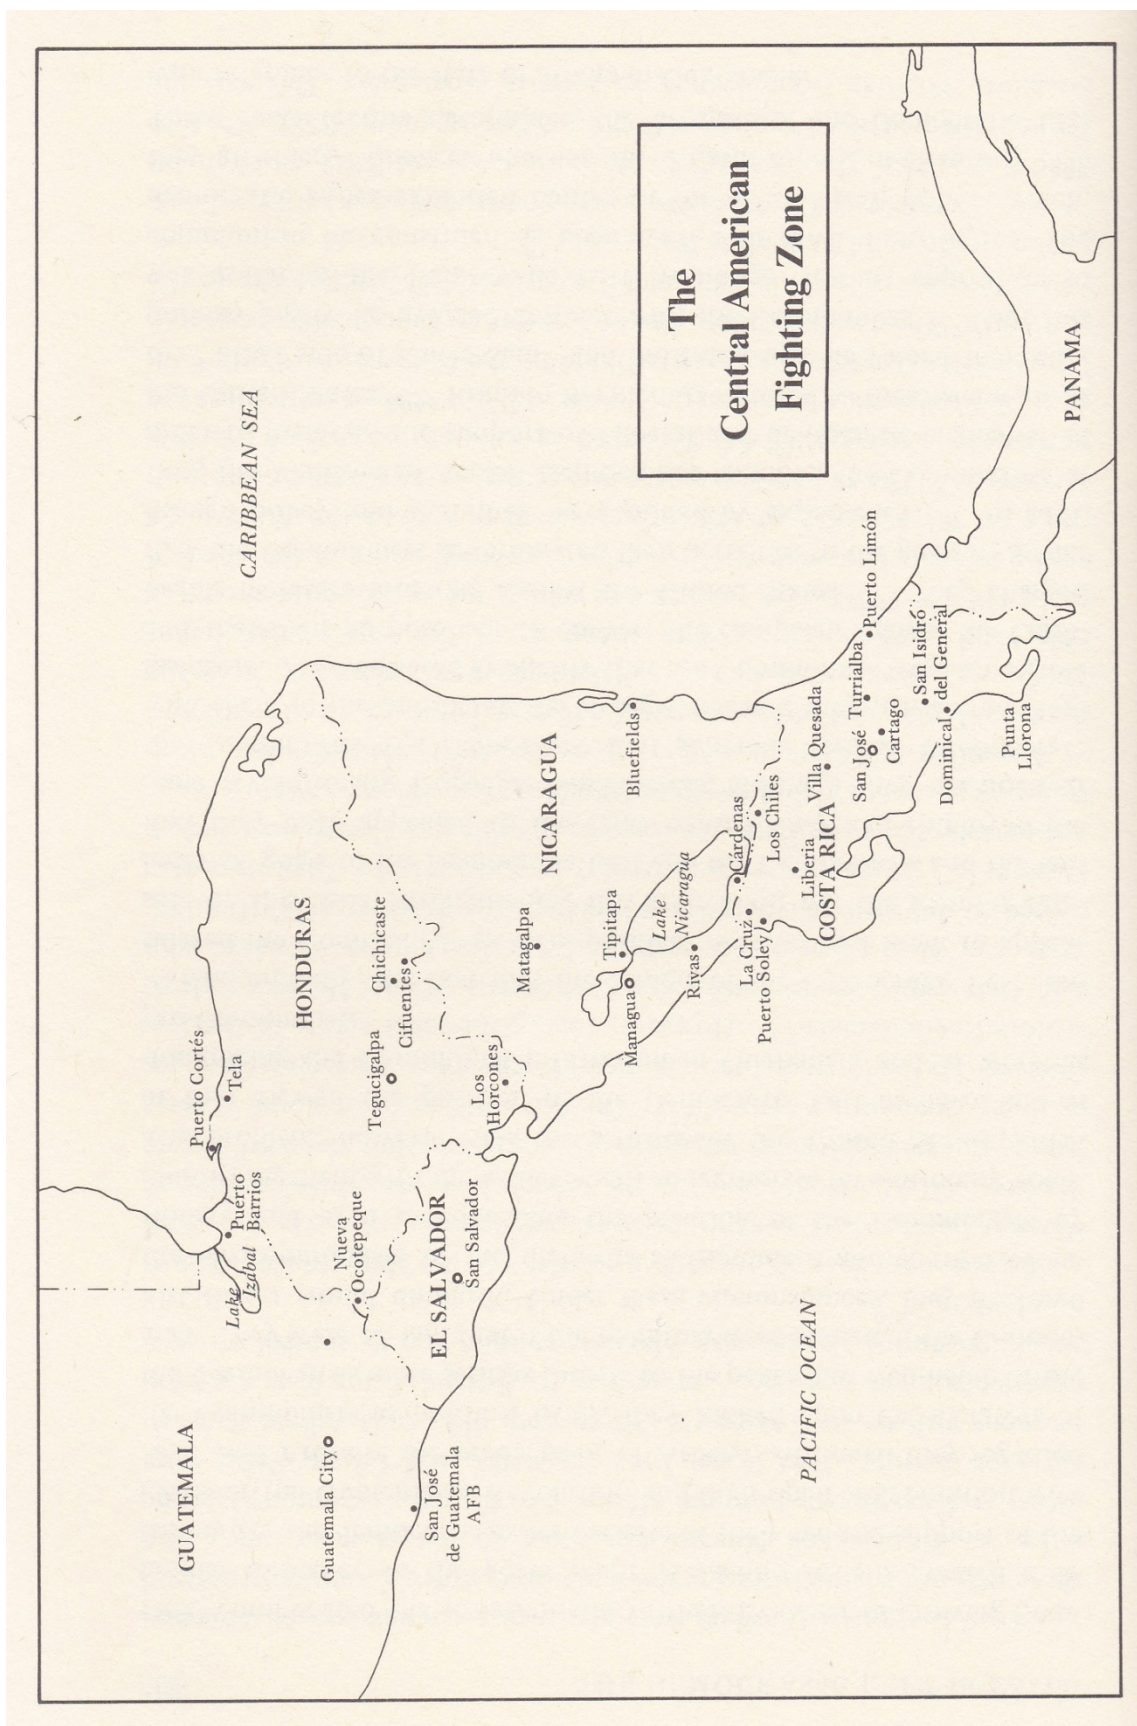 The
Central American
Fighting Zone
CARIBBEAN SEA
GUATEMALA
Lake
Izabal
Puerto
Barrios
Puerto Cortés
Tela
HONDURAS
Guatemala City
Nueva
Ocotepeque
Tegucigalpa
Chichicaste
Cifuentes
San José
de Guatemala
AFB
EL SALVADOR
San Salvador
Los
Horcones
Matagalpa
NICARAGUA
Managua
Tipitapa
Lake
Nicaragua
Bluefields
Rivas
Cárdenas
La Cruz
Puerto Soley
Los Chiles
Liberia
COSTA RICA
Villa Quesada
San José
Turrialba
Puerto Limón
Cartago
San Isidro
del General
Dominical
Punta
Llorona
PACIFIC OCEAN
PANAMA